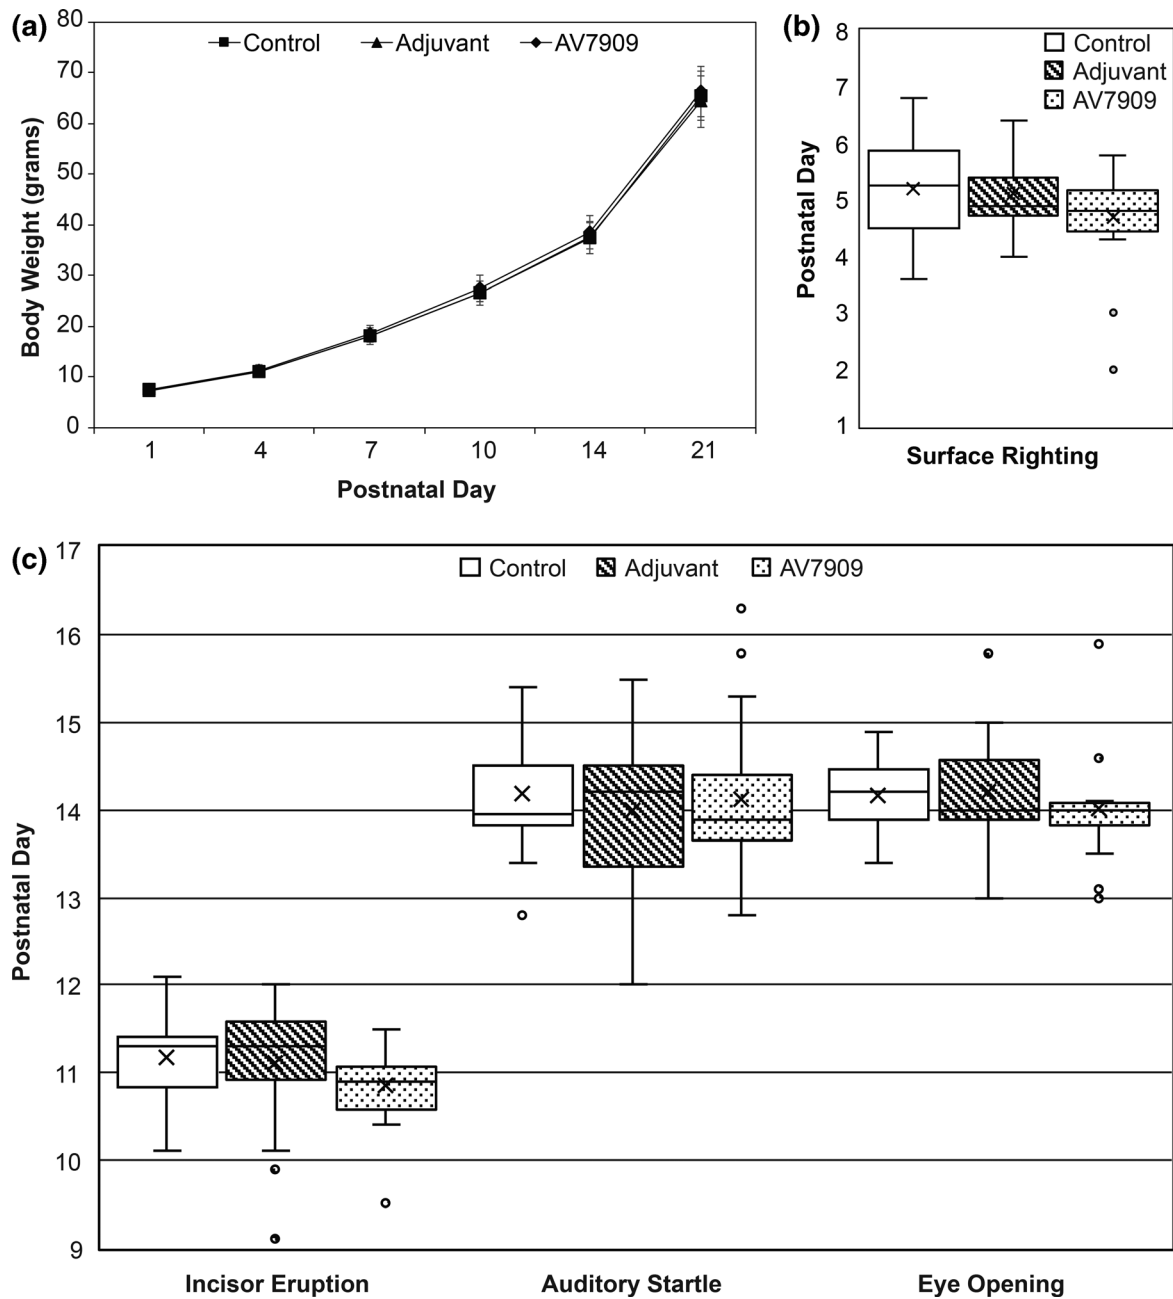 (a)
Control Adjuvant AV7909
80
70
60
50
40
30
20
10
0
Body Weight (grams)
1 4 7 10 14 21
Postnatal Day
(b)
Control
Adjuvant
AV7909
8
7
6
5
4
3
2
1
Postnatal Day
Surface Righting
(c)
Control Adjuvant AV7909
17
16
15
14
13
12
11
10
9
Postnatal Day
Incisor Eruption Auditory Startle Eye Opening